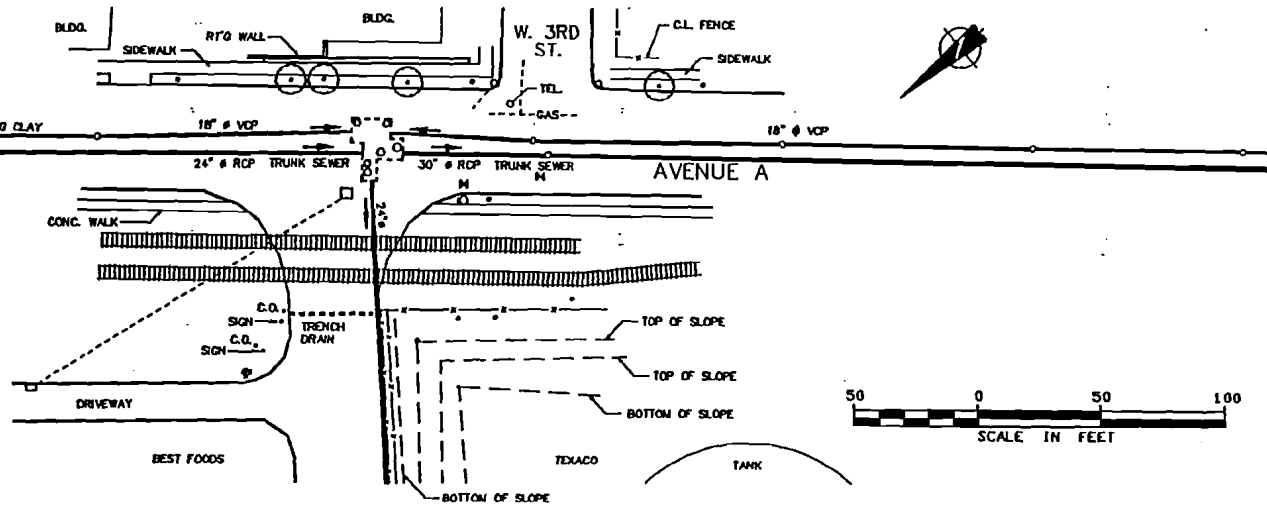 BLDG.
BLDG.
RT'G WALL
SIDEWALK
W. 3RD
ST.
C.L. FENCE
SIDEWALK
TEL.
GAS
G CLAY
18" ø VCP
18" ø VCP
24" ø RCP
TRUNK SEWER
30" ø RCP
TRUNK SEWER
AVENUE A
24"ø
CONC. WALK
C.O.
SIGN
TRENCH
DRAIN
C.O.
SIGN
TOP OF SLOPE
TOP OF SLOPE
BOTTOM OF SLOPE
DRIVEWAY
BEST FOODS
TEXACO
TANK
BOTTOM OF SLOPE
50 0 50 100
SCALE IN FEET